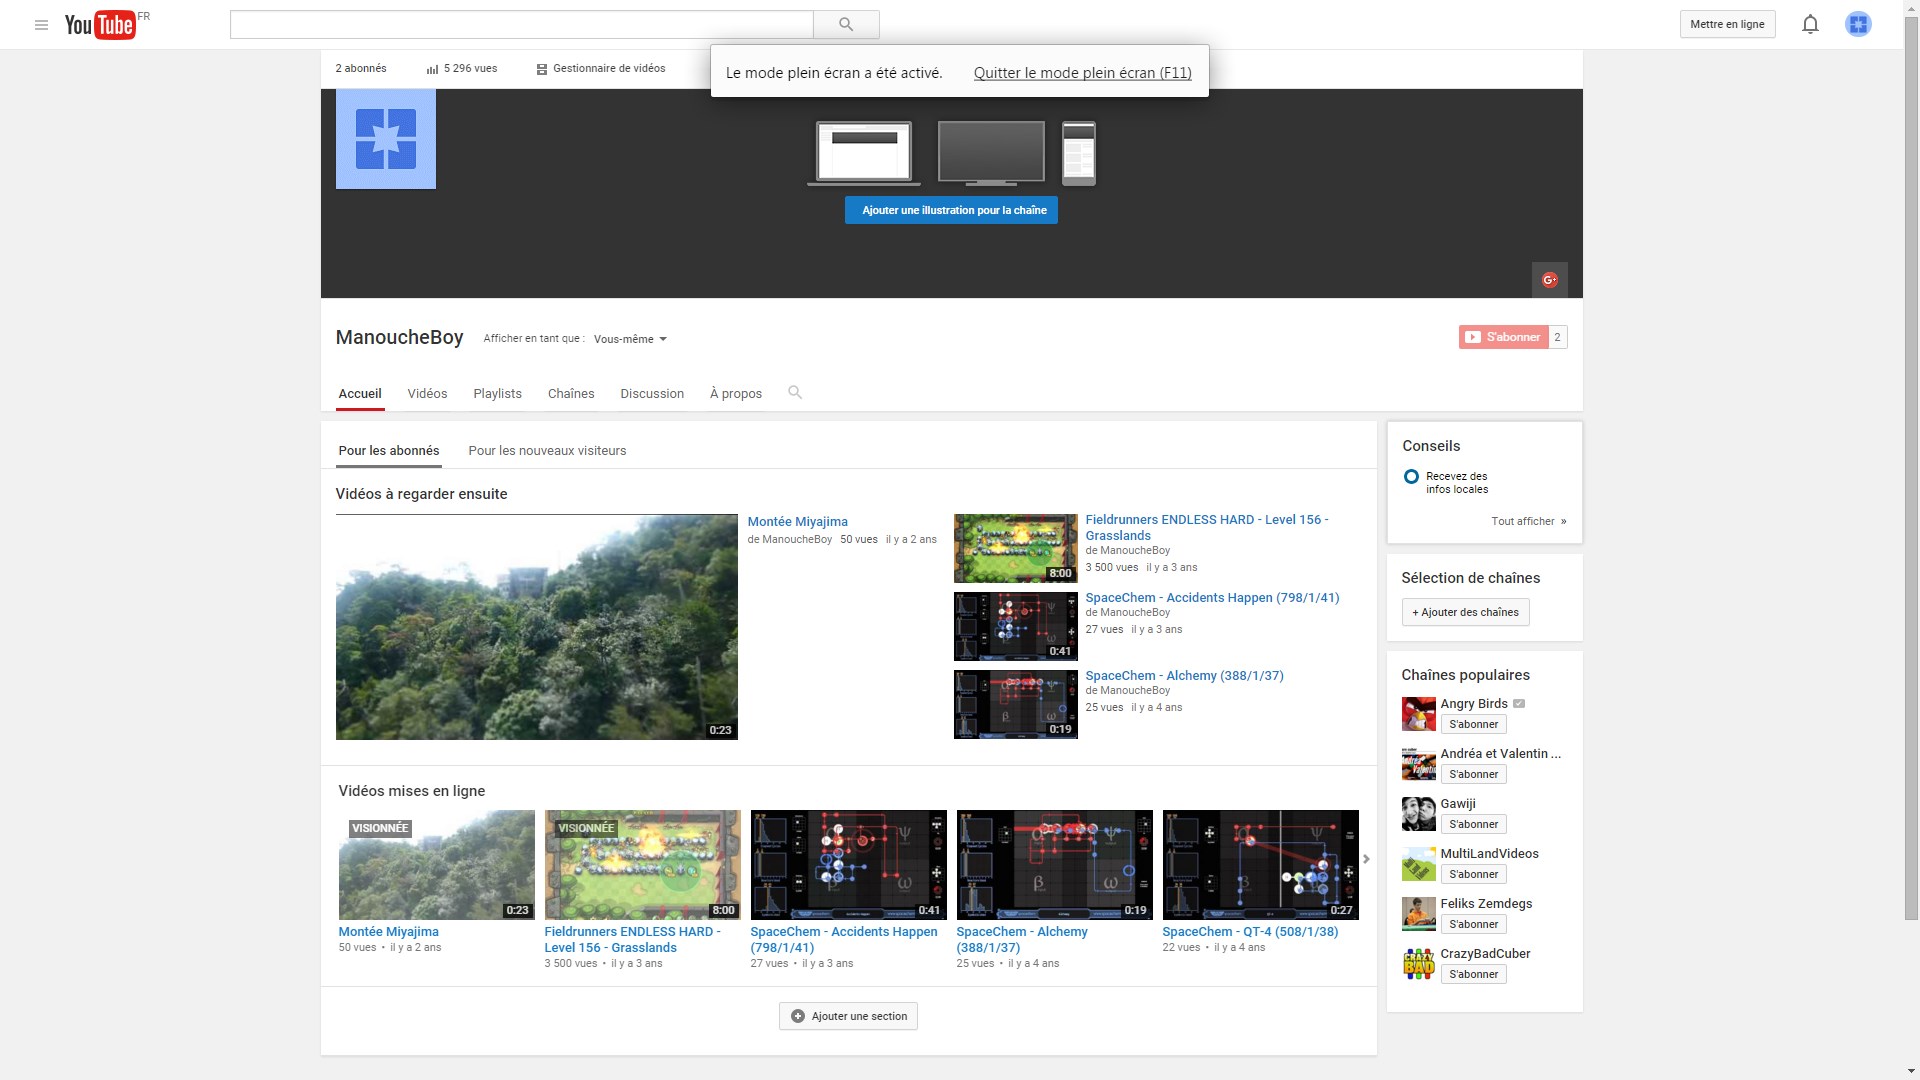 YouTube FR
Mettre en ligne
Le mode plein écran a été activé. Quitter le mode plein écran (F11)
2 abonnés 5 296 vues Gestionnaire de vidéos
Ajouter une illustration pour la chaîne
G+
ManoucheBoy Afficher en tant que : Vous-même
S'abonner 2
Accueil Vidéos Playlists Chaînes Discussion À propos
Pour les abonnés Pour les nouveaux visiteurs
Vidéos à regarder ensuite
0:23
Montée Miyajima
de ManoucheBoy 50 vues il y a 2 ans
8:00
Fieldrunners ENDLESS HARD - Level 156 -
Grasslands
de ManoucheBoy
3 500 vues il y a 3 ans
0:41
SpaceChem - Accidents Happen (798/1/41)
de ManoucheBoy
27 vues il y a 3 ans
0:19
SpaceChem - Alchemy (388/1/37)
de ManoucheBoy
25 vues il y a 4 ans
Vidéos mises en ligne
VISIONNÉE
0:23
Montée Miyajima
50 vues • il y a 2 ans
VISIONNÉE
8:00
Fieldrunners ENDLESS HARD -
Level 156 - Grasslands
3 500 vues • il y a 3 ans
ψ
ω
0:41
SpaceChem - Accidents Happen
(798/1/41)
27 vues • il y a 3 ans
ψ
β
ω
0:19
SpaceChem - Alchemy
(388/1/37)
25 vues • il y a 4 ans
0:27
SpaceChem - QT-4 (508/1/38)
22 vues • il y a 4 ans
Ajouter une section
Conseils
Recevez des
infos locales
Tout afficher »
Sélection de chaînes
+ Ajouter des chaînes
Chaînes populaires
Angry Birds
S'abonner
Andréa et Valentin ...
S'abonner
Gawiji
S'abonner
MultiLandVideos
S'abonner
Feliks Zemdegs
S'abonner
CRAZY
BAD
CrazyBadCuber
S'abonner